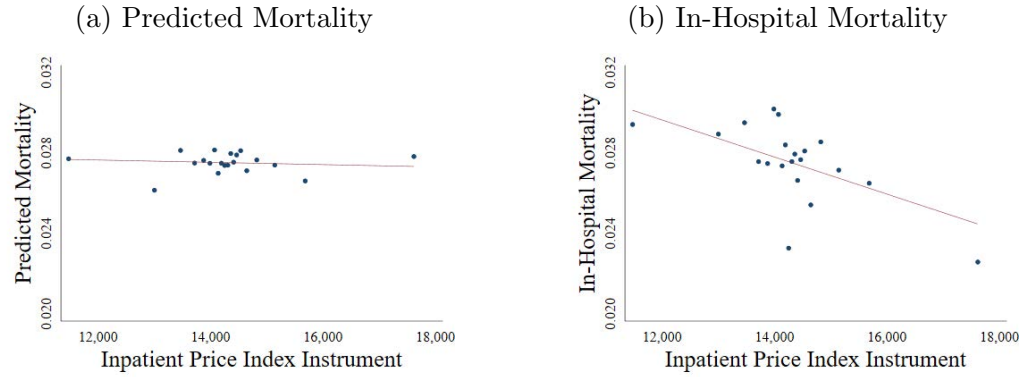 (a) Predicted Mortality
0.032
0.028
0.024
0.020
Predicted Mortality
12,000 14,000 16,000 18,000
Inpatient Price Index Instrument
(b) In-Hospital Mortality
0.032
0.028
0.024
0.020
In-Hospital Mortality
12,000 14,000 16,000 18,000
Inpatient Price Index Instrument